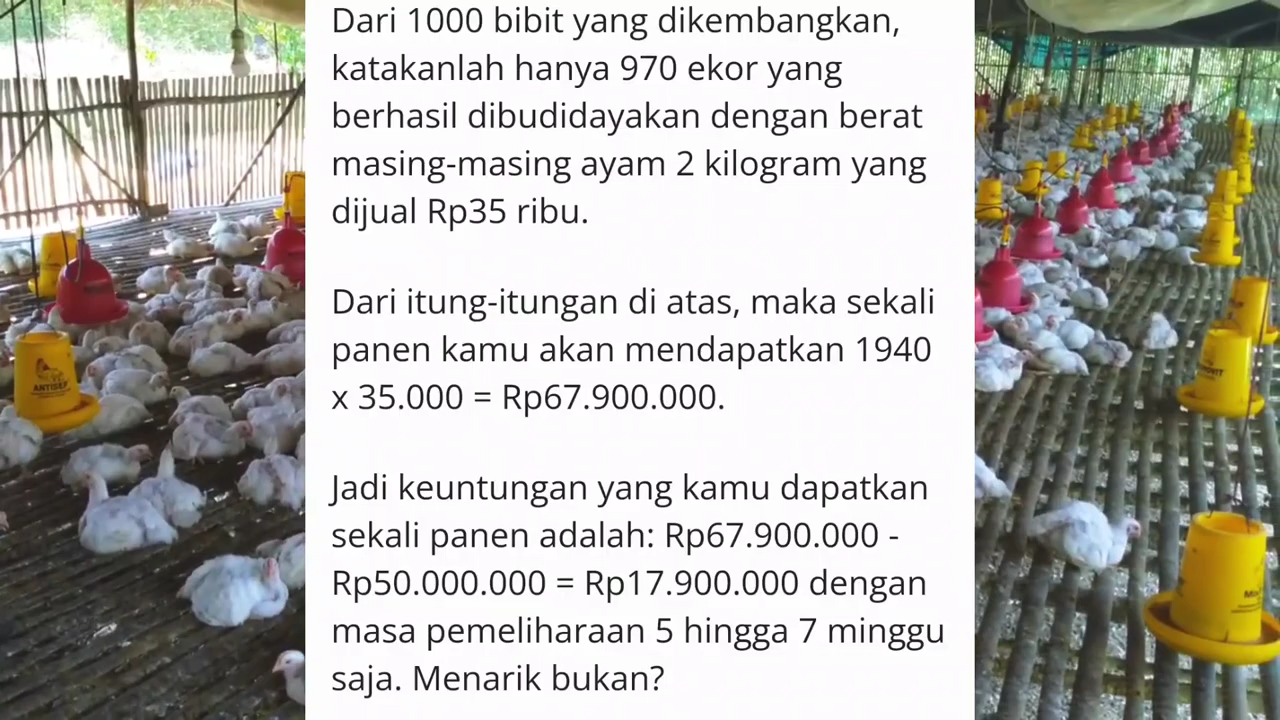 Dari 1000 bibit yang dikembangkan,
katakanlah hanya 970 ekor yang
berhasil dibudidayakan dengan berat
masing-masing ayam 2 kilogram yang
dijual Rp35 ribu.
Dari itung-itungan di atas, maka sekali
panen kamu akan mendapatkan 1940
x 35.000 = Rp67.900.000.
Jadi keuntungan yang kamu dapatkan
sekali panen adalah: Rp67.900.000 -
Rp50.000.000 = Rp17.900.000 dengan
masa pemeliharaan 5 hingga 7 minggu
saja. Menarik bukan?
ANTISEP